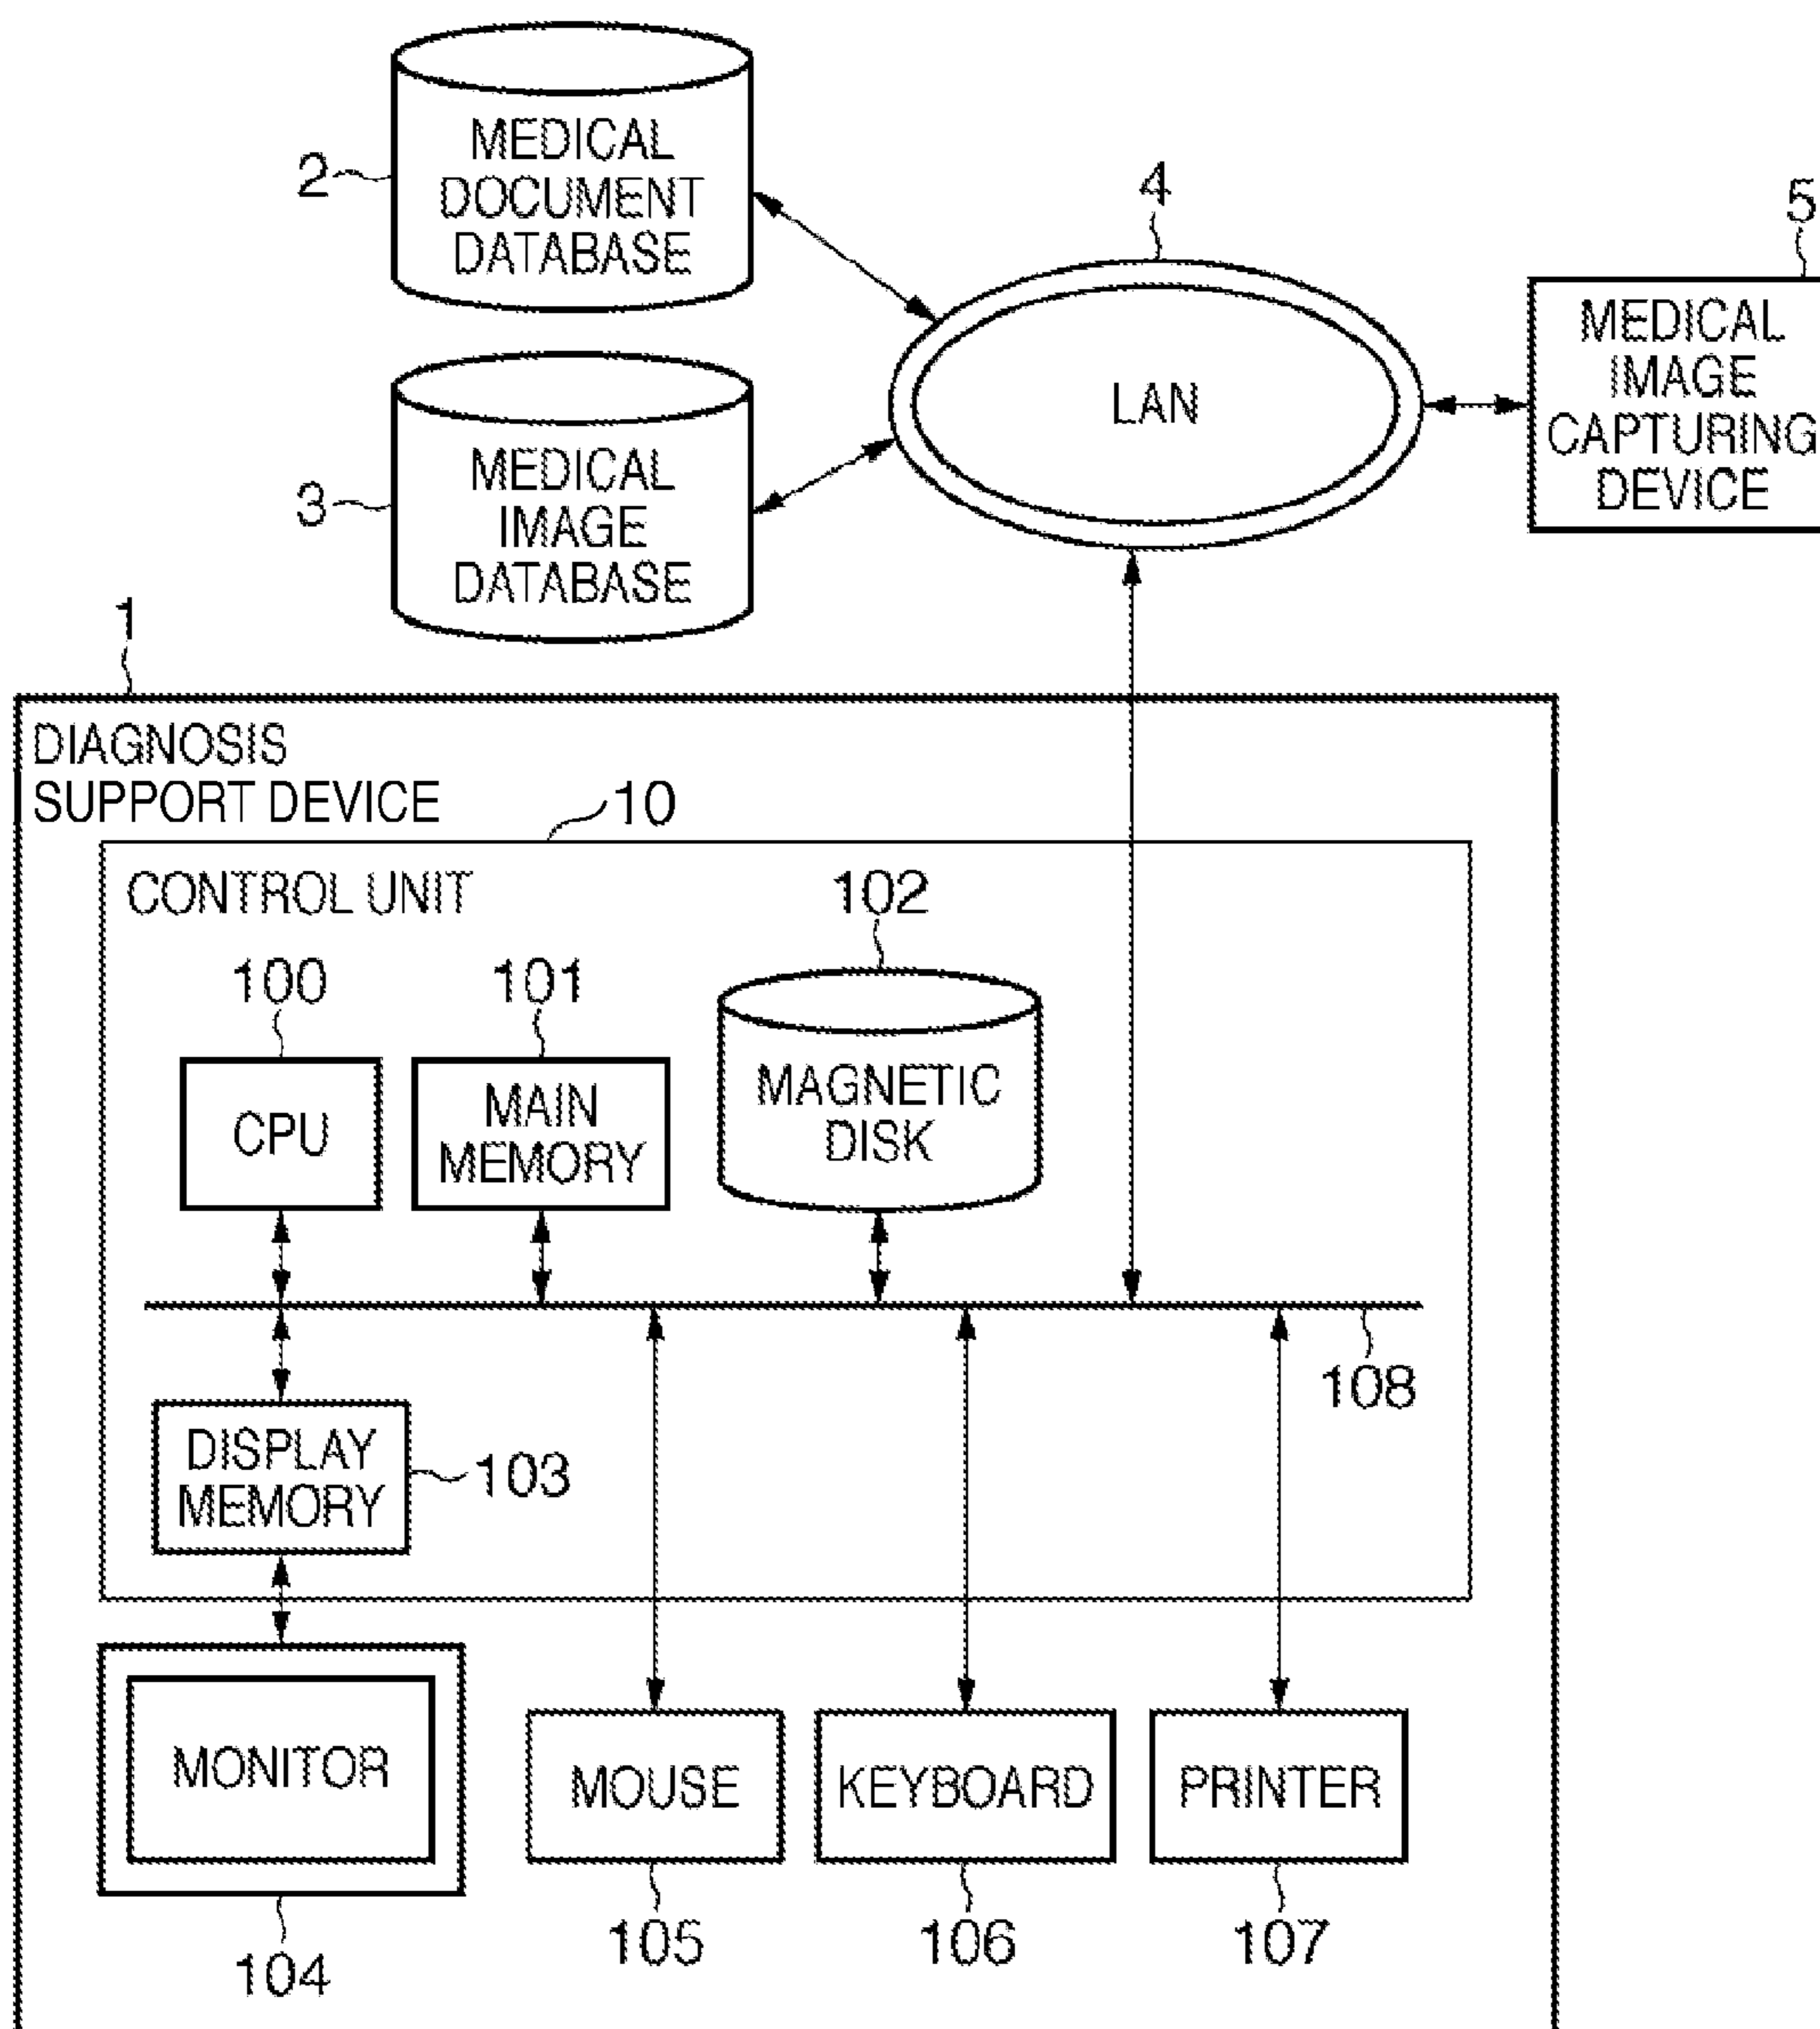 2
MEDICAL
DOCUMENT
DATABASE
4
5
LAN
MEDICAL
IMAGE
CAPTURING
DEVICE
3
MEDICAL
IMAGE
DATABASE
1
DIAGNOSIS
SUPPORT DEVICE
10
CONTROL UNIT
102
100
101
CPU
MAIN
MEMORY
MAGNETIC
DISK
108
DISPLAY
MEMORY
103
MONITOR
MOUSE
KEYBOARD
PRINTER
104
105
106
107